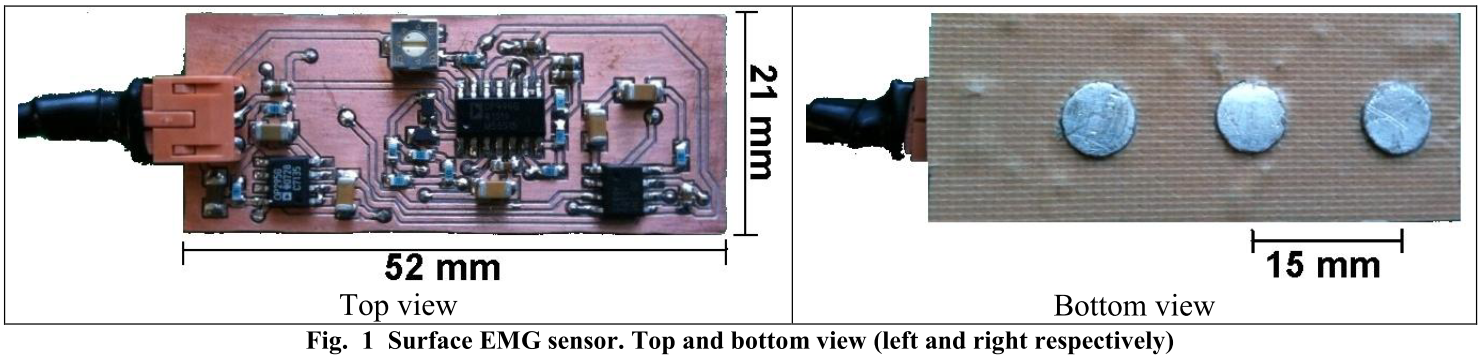 21 mm
52 mm
15 mm
Top view
Bottom view
Fig. 1 Surface EMG sensor. Top and bottom view (left and right respectively)